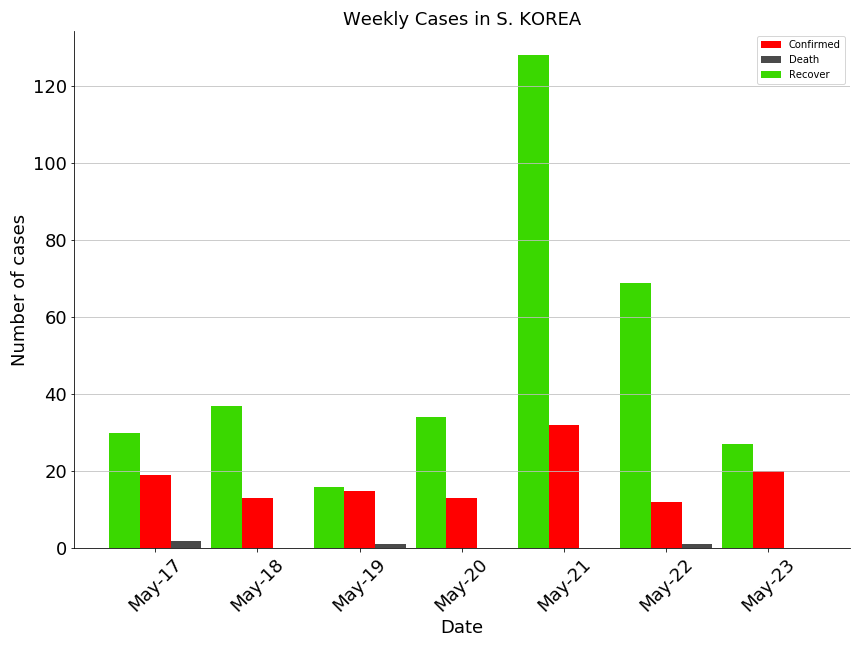 Weekly Cases in S. KOREA
Confirmed
Death
Recover
Number of cases
120
100
80
60
40
20
0
May-17
May-18
May-19
May-20
May-21
May-22
May-23
Date